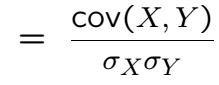 = cov(X, Y) / σ_X σ_Y